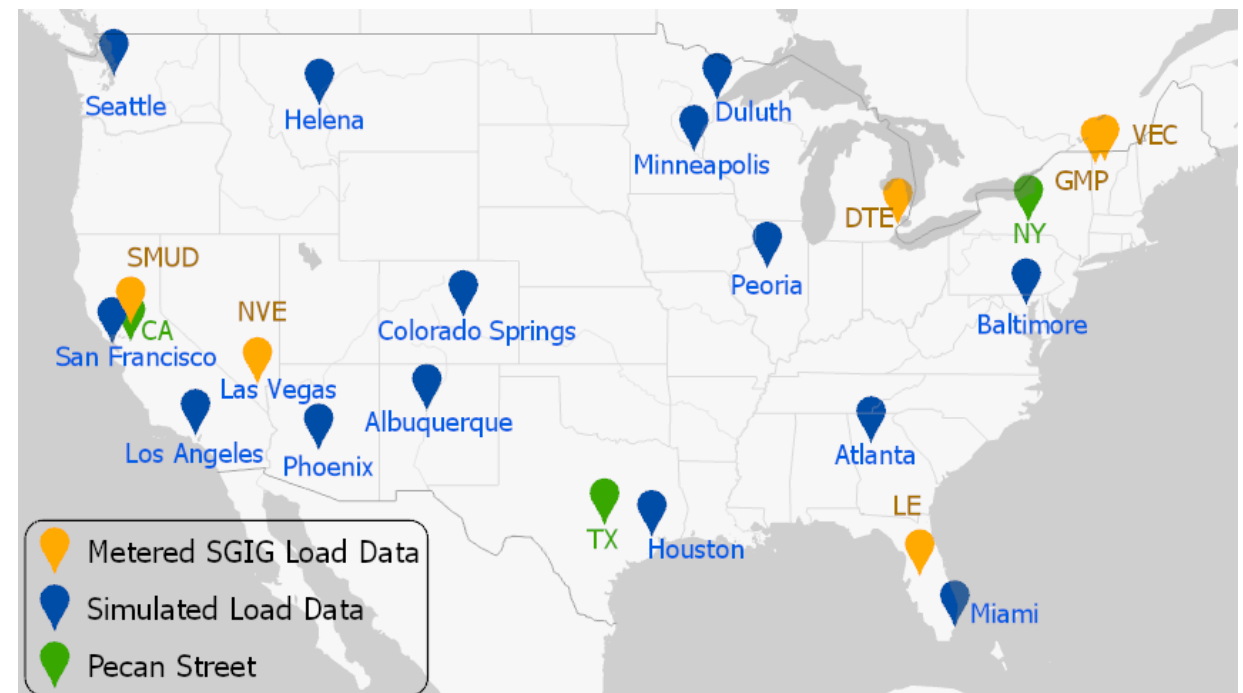 Seattle
Helena
Duluth
Minneapolis
VEC
GMP
DTE
NY
SMUD
Peoria
NVE
CA
Colorado Springs
Baltimore
San Francisco
Las Vegas
Albuquerque
Los Angeles
Phoenix
Atlanta
LE
TX
Houston
Miami
Metered SGIG Load Data
Simulated Load Data
Pecan Street